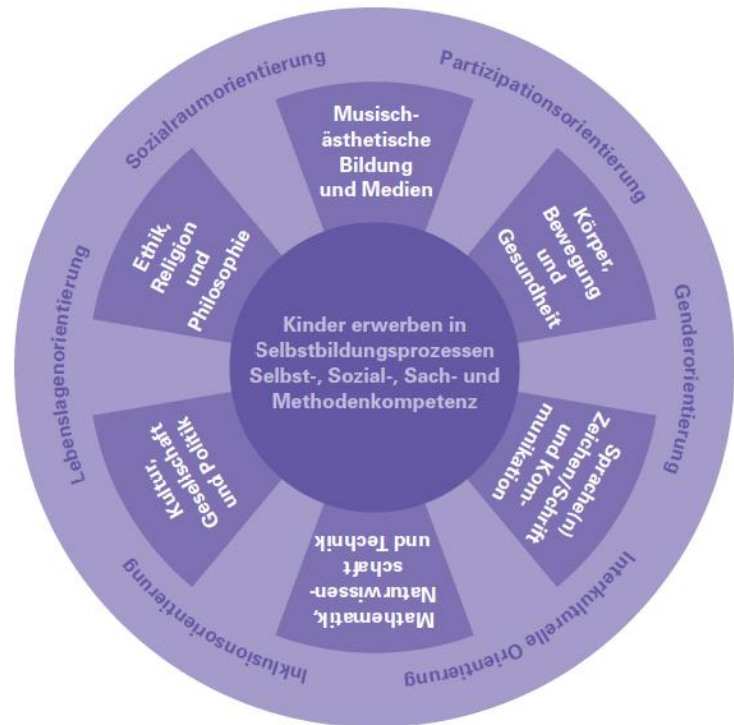 Sozialraumorientierung
Partizipationsorientierung
Genderorientierung
Interkulturelle Orientierung
Inklusionsorientierung
Lebenslagenorientierung
Musisch-
ästhetische
Bildung
und Medien
Körper,
Bewegung
und
Gesundheit
Sprache(n)
Zeichen/Schrift
und Kom-
munikation
Mathematik,
Naturwissen-
schaft
und Technik
Kultur,
Gesellschaft
und Politik
Ethik,
Religion
und
Philosophie
Kinder erwerben in
Selbstbildungsprozessen
Selbst-, Sozial-, Sach- und
Methodenkompetenz